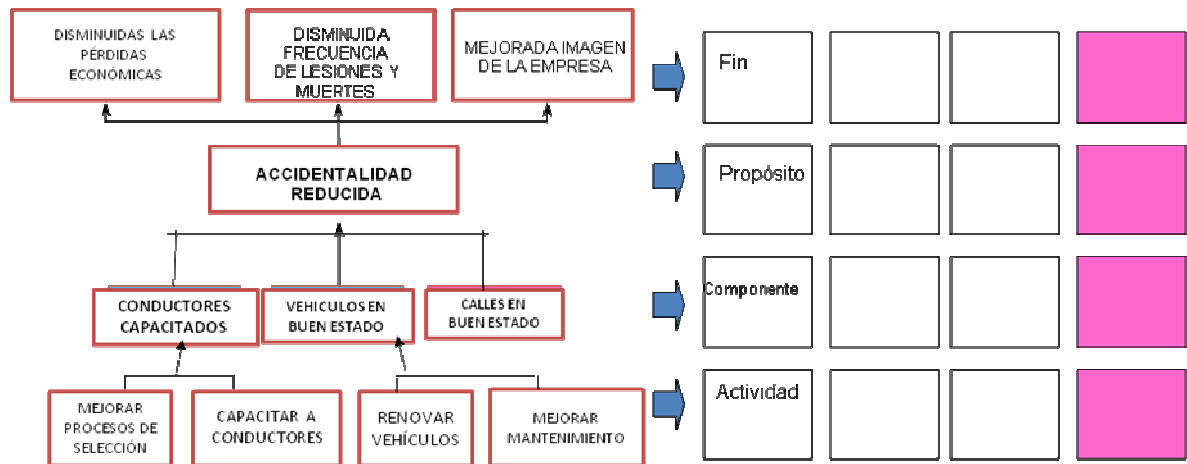 DISMINUIDAS LAS
PÉRDIDAS
ECONÓMICAS
DISMINUIDA
FRECUENCIA
DE LESIONES Y
MUERTES
MEJORADA IMAGEN
DE LA EMPRESA
Fin
ACCIDENTALIDAD
REDUCIDA
Propósito
CONDUCTORES
CAPACITADOS
VEHICULOS EN
BUEN ESTADO
CALLES EN
BUEN ESTADO
Componente
MEJORAR
PROCESOS DE
SELECCIÓN
CAPACITAR A
CONDUCTORES
RENOVAR
VEHÍCULOS
MEJORAR
MANTENIMIENTO
Actividad